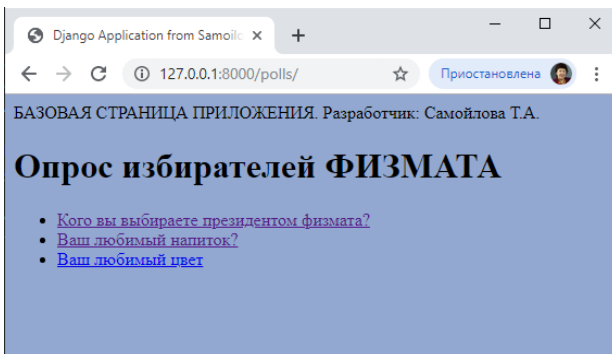 Django Application from Samoilo
127.0.0.1:8000/polls/
Приостановлена
БАЗОВАЯ СТРАНИЦА ПРИЛОЖЕНИЯ. Разработчик: Самойлова Т.А.
Опрос избирателей ФИЗМАТА
Кого вы выбираете президентом физмата?
Ваш любимый напиток?
Ваш любимый цвет